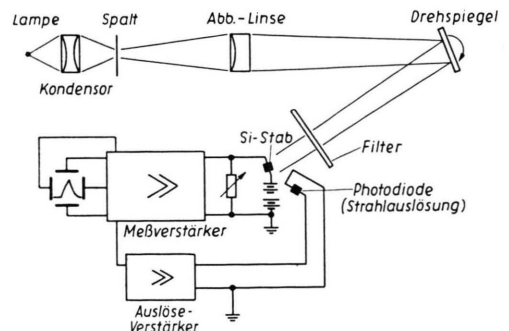 Lampe
Spalt
Abb.-Linse
Drehspiegel
Kondensor
Si-Stab
Filter
Photodiode
(Strahlauslösung)
Meßverstärker
Auslöse-
Verstärker